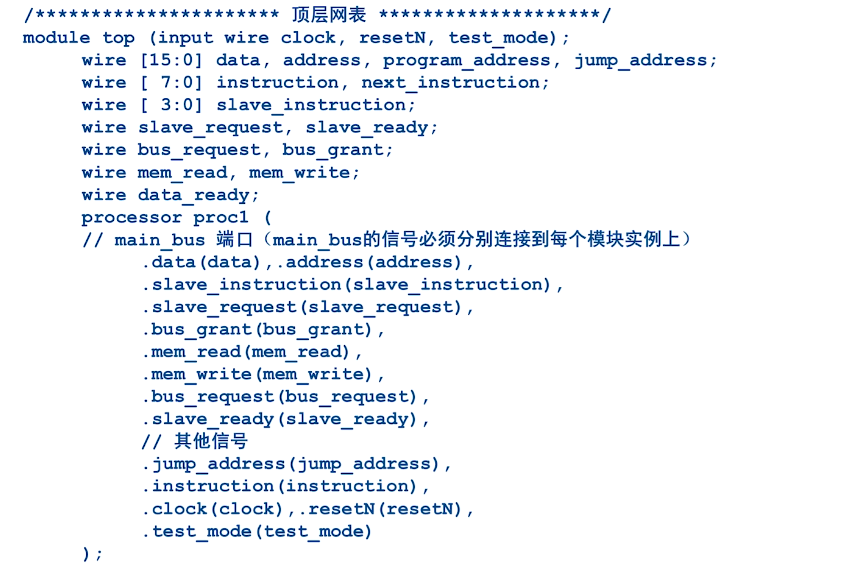 /********************** 顶层网表 ********************/
module top (input wire clock, resetN, test_mode);
wire [15:0] data, address, program_address, jump_address;
wire [ 7:0] instruction, next_instruction;
wire [ 3:0] slave_instruction;
wire slave_request, slave_ready;
wire bus_request, bus_grant;
wire mem_read, mem_write;
wire data_ready;
processor proc1 (
// main_bus 端口（main_bus的信号必须分别连接到每个模块实例上）
.data(data),.address(address),
.slave_instruction(slave_instruction),
.slave_request(slave_request),
.bus_grant(bus_grant),
.mem_read(mem_read),
.mem_write(mem_write),
.bus_request(bus_request),
.slave_ready(slave_ready),
// 其他信号
.jump_address(jump_address),
.instruction(instruction),
.clock(clock),.resetN(resetN),
.test_mode(test_mode)
);